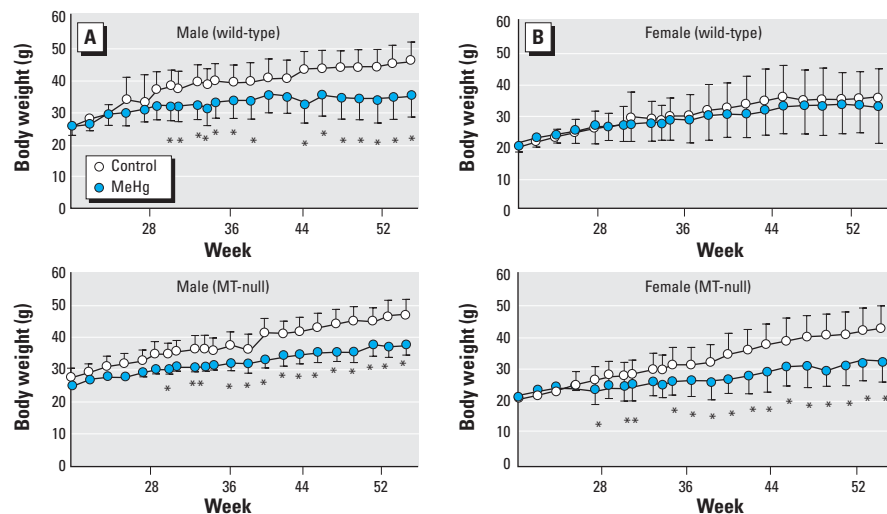 A
Male (wild-type)
Body weight (g)
60
50
40
30
20
10
0
Control
MeHg
* * * * * * * * * * * * *
28 36 44 52
Week
B
Female (wild-type)
Body weight (g)
60
50
40
30
20
10
0
28 36 44 52
Week
Male (MT-null)
Body weight (g)
60
50
40
30
20
10
0
* * * * * * * * * * * * *
28 36 44 52
Week
Female (MT-null)
Body weight (g)
60
50
40
30
20
10
0
* * * * * * * * * * * * * *
28 36 44 52
Week